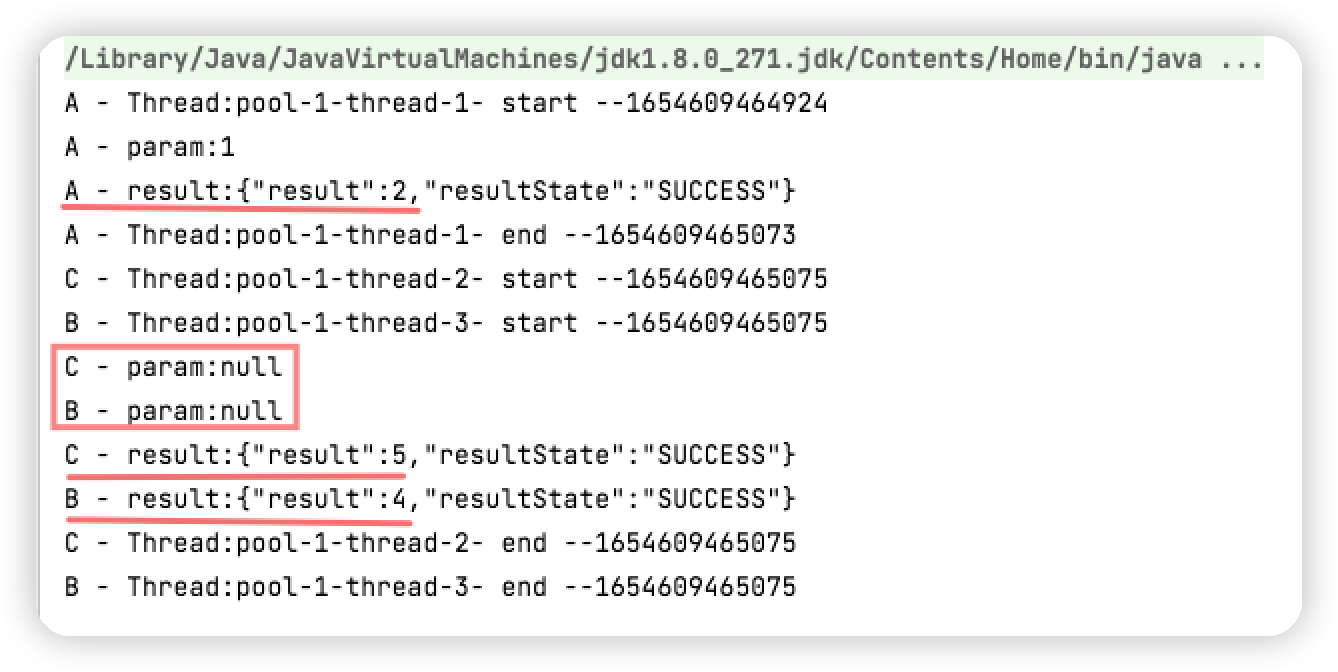 /Library/Java/JavaVirtualMachines/jdk1.8.0_271.jdk/Contents/Home/bin/java ...
A - Thread:pool-1-thread-1- start --1654609464924
A - param:1
A - result:{"result":2,"resultState":"SUCCESS"}
A - Thread:pool-1-thread-1- end --1654609465073
C - Thread:pool-1-thread-2- start --1654609465075
B - Thread:pool-1-thread-3- start --1654609465075
C - param:null
B - param:null
C - result:{"result":5,"resultState":"SUCCESS"}
B - result:{"result":4,"resultState":"SUCCESS"}
C - Thread:pool-1-thread-2- end --1654609465075
B - Thread:pool-1-thread-3- end --1654609465075